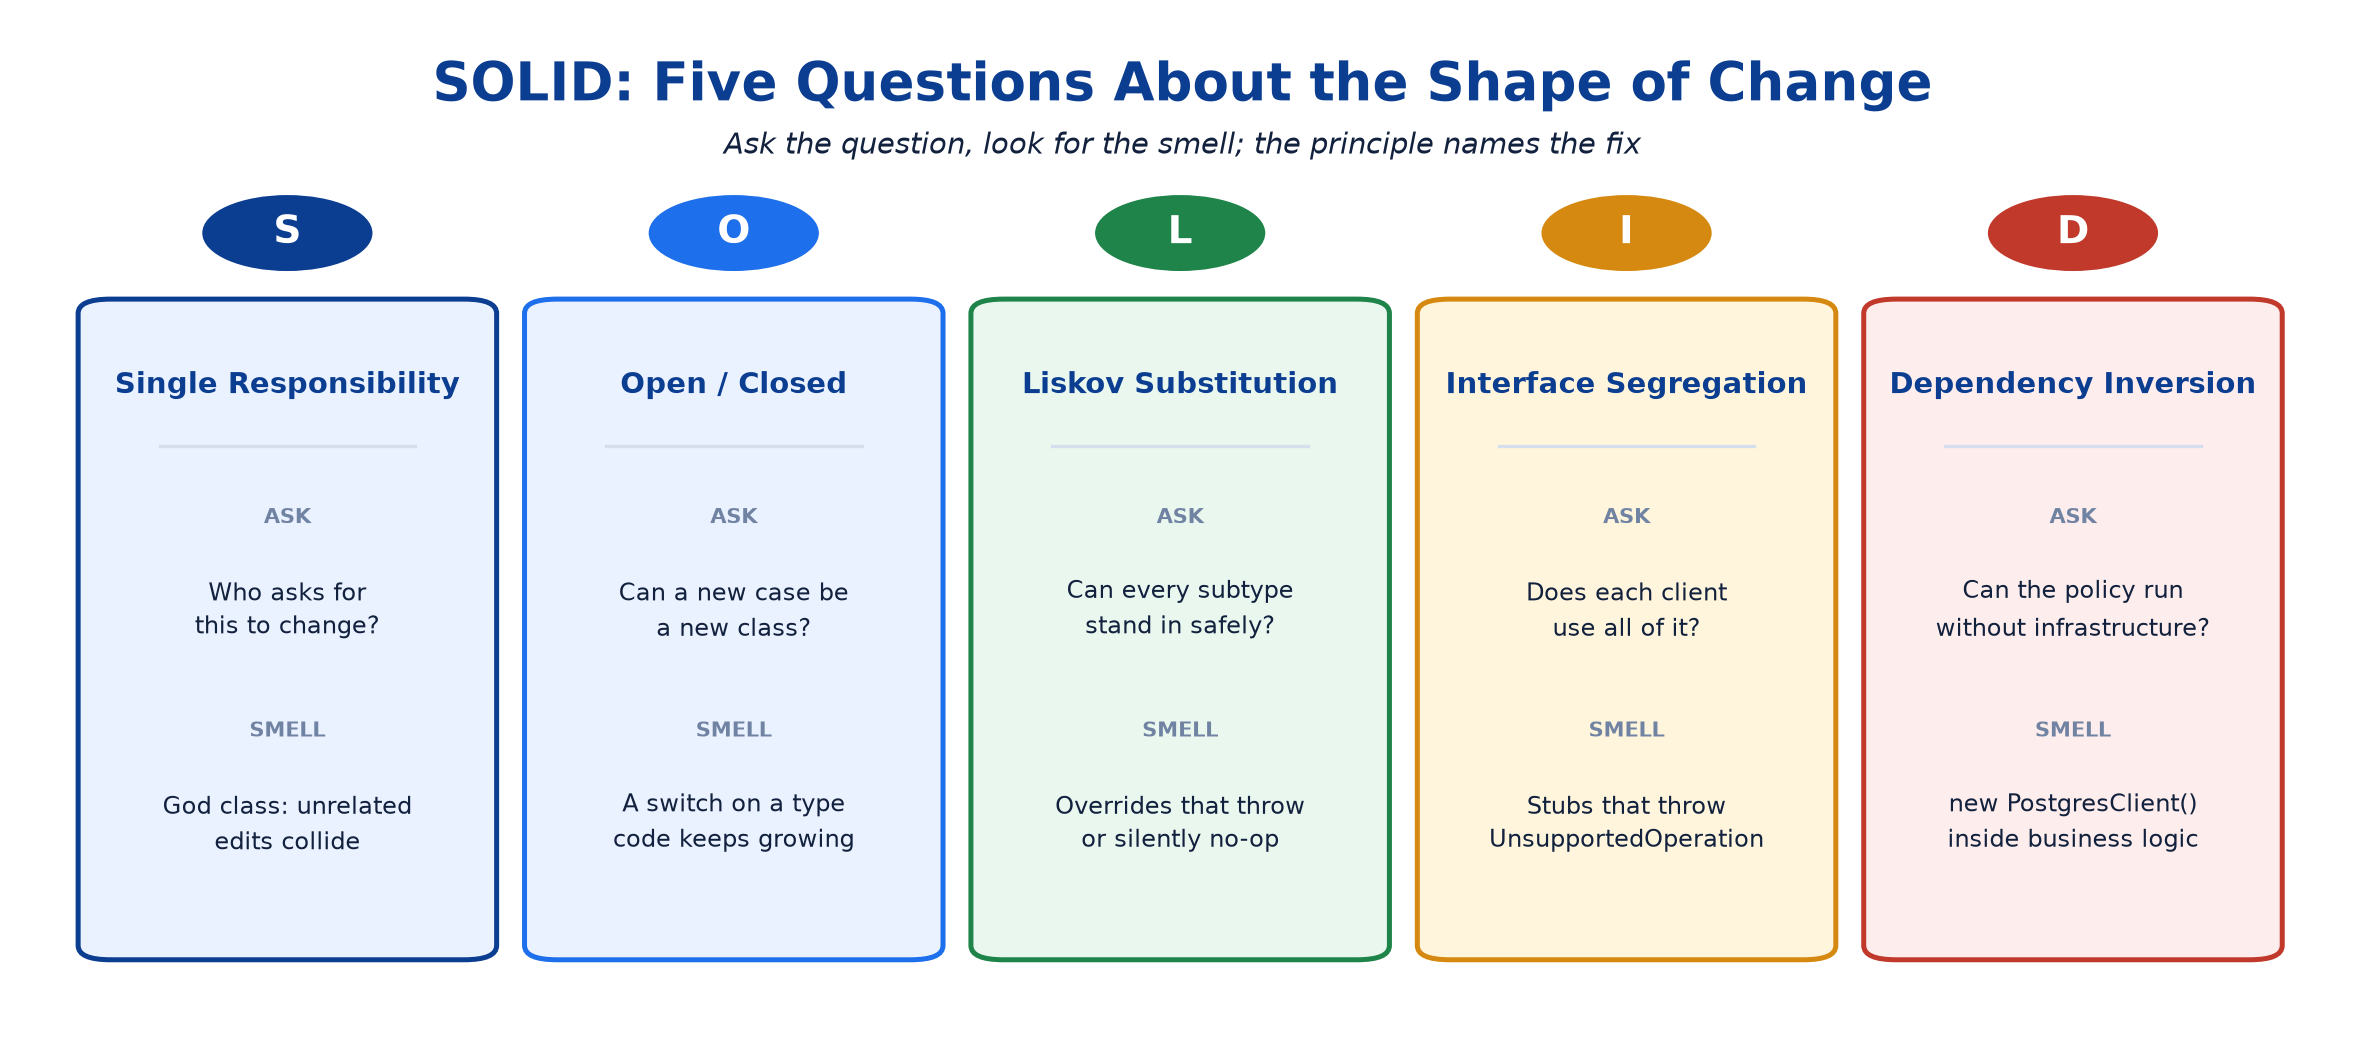 SOLID: Five Questions About the Shape of Change
Ask the question, look for the smell; the principle names the fix
S
Single Responsibility
ASK
Who asks for
this to change?
SMELL
God class: unrelated
edits collide
O
Open / Closed
ASK
Can a new case be
a new class?
SMELL
A switch on a type
code keeps growing
L
Liskov Substitution
ASK
Can every subtype
stand in safely?
SMELL
Overrides that throw
or silently no-op
I
Interface Segregation
ASK
Does each client
use all of it?
SMELL
Stubs that throw
UnsupportedOperation
D
Dependency Inversion
ASK
Can the policy run
without infrastructure?
SMELL
new PostgresClient()
inside business logic